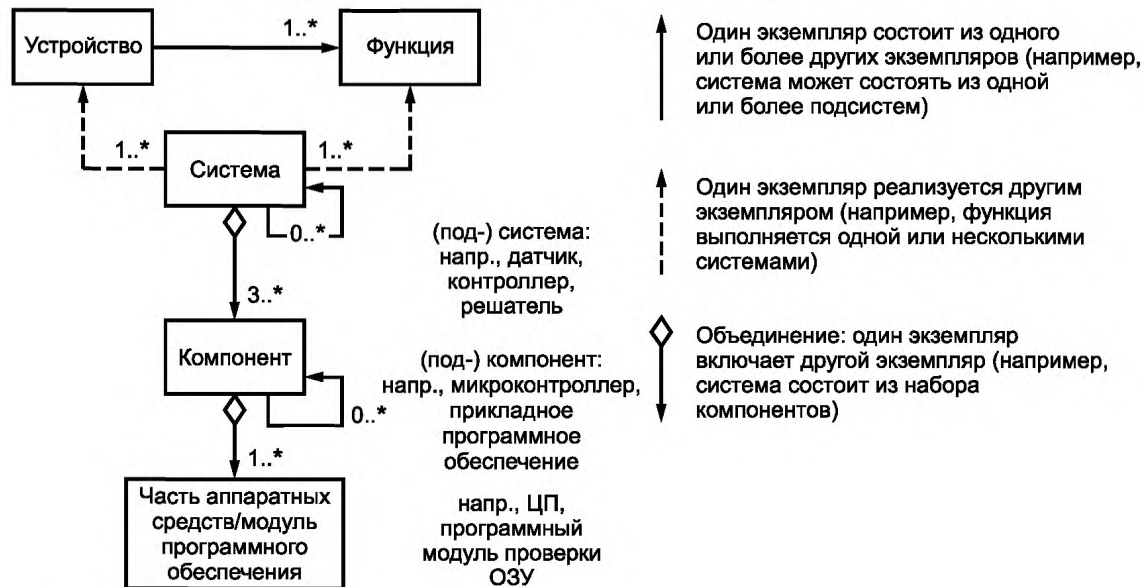 Устройство
1..*
Функция
1..*
Система
1..*
0..*
3..*
Компонент
0..*
1..*
Часть аппаратных
средств/модуль
программного
обеспечения
(под-) система:
напр., датчик,
контроллер,
решатель
(под-) компонент:
напр., микроконтроллер,
прикладное
программное
обеспечение
напр., ЦП,
программный
модуль проверки
ОЗУ
Один экземпляр состоит из одного
или более других экземпляров (например,
система может состоять из одной
или более подсистем)
Один экземпляр реализуется другим
экземпляром (например, функция
выполняется одной или несколькими
системами)
Объединение: один экземпляр
включает другой экземпляр (например,
система состоит из набора
компонентов)